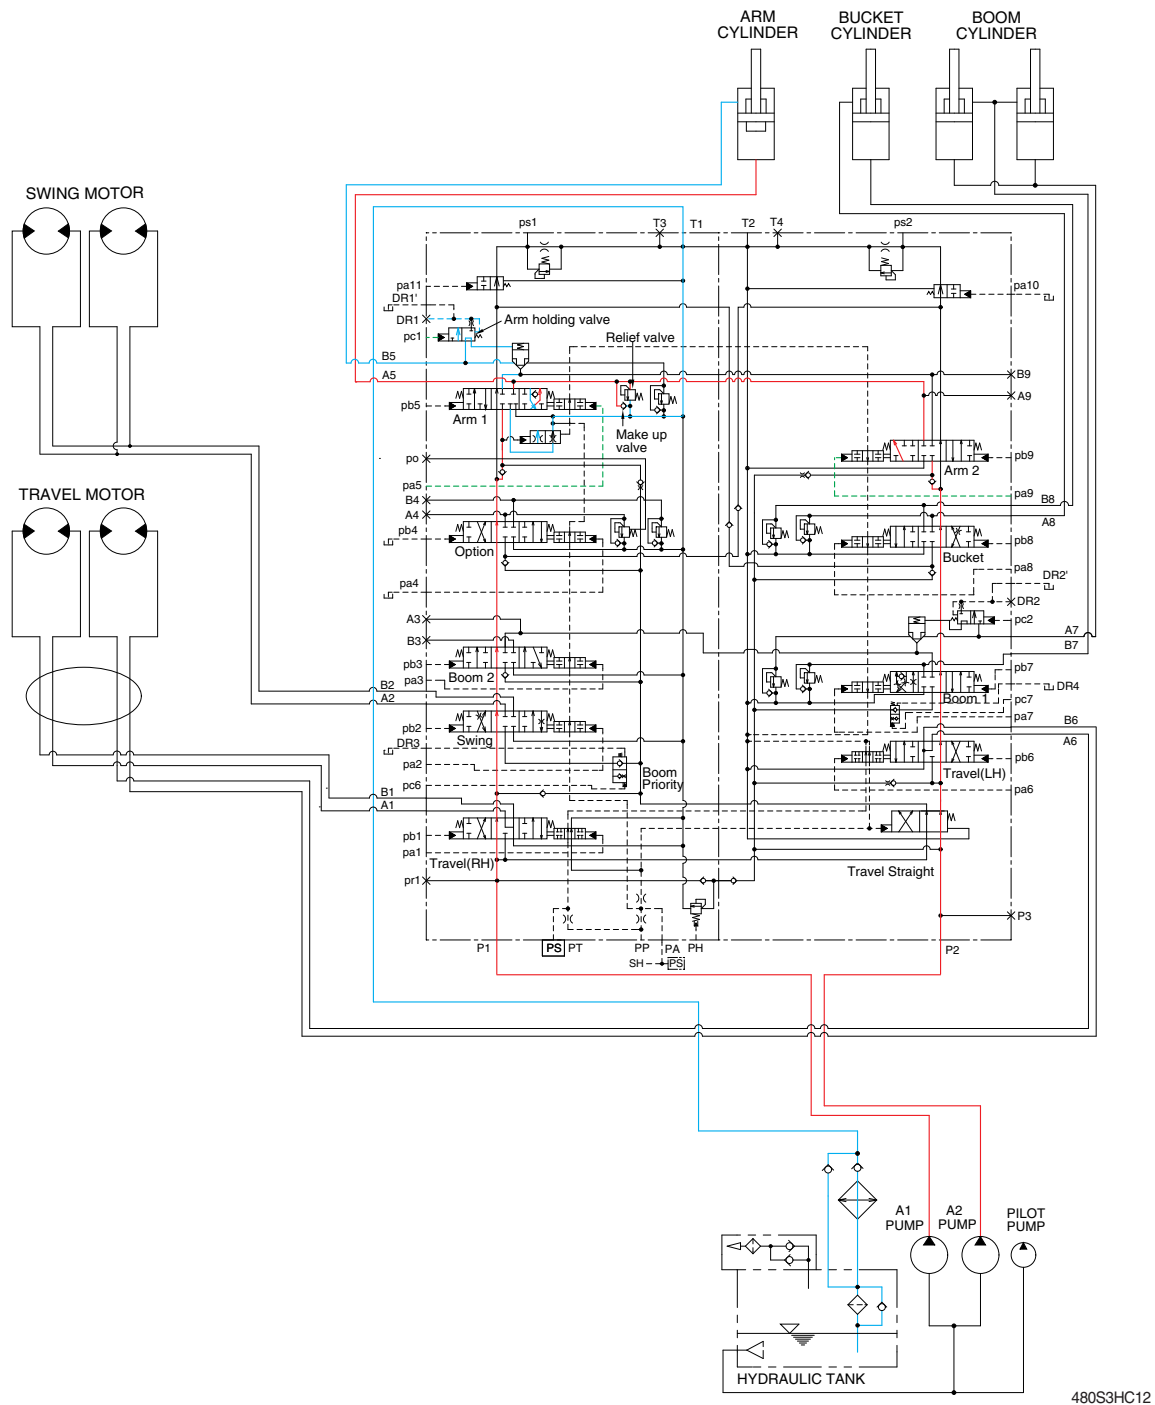 ARM
CYLINDER
BUCKET
CYLINDER
BOOM
CYLINDER
SWING MOTOR
TRAVEL MOTOR
ps1
T3
T1
T2
T4
ps2
pa11
DR1'
DR1
pc1
Arm holding valve
Relief valve
pa10
B5
A5
B9
A9
pb5
Arm 1
Make up
valve
po
pa5
Arm 2
pb9
pa9
B4
A4
B8
A8
pb4
Option
Bucket
pb8
pa4
pa8
DR2'
DR2
A3
B3
pc2
A7
B7
pb3
pa3
Boom 2
Boom 1
pb7
DR4
pc7
pa7
B2
A2
pb2
Swing
DR3
pa2
pc6
Boom
Priority
B6
A6
Travel(LH)
pb6
pa6
B1
A1
pb1
pa1
Travel(RH)
Travel Straight
pr1
P3
P1
PS
PT
PP
PA
PH
P2
SH
PS
A1
PUMP
A2
PUMP
PILOT
PUMP
HYDRAULIC TANK
480S3HC12